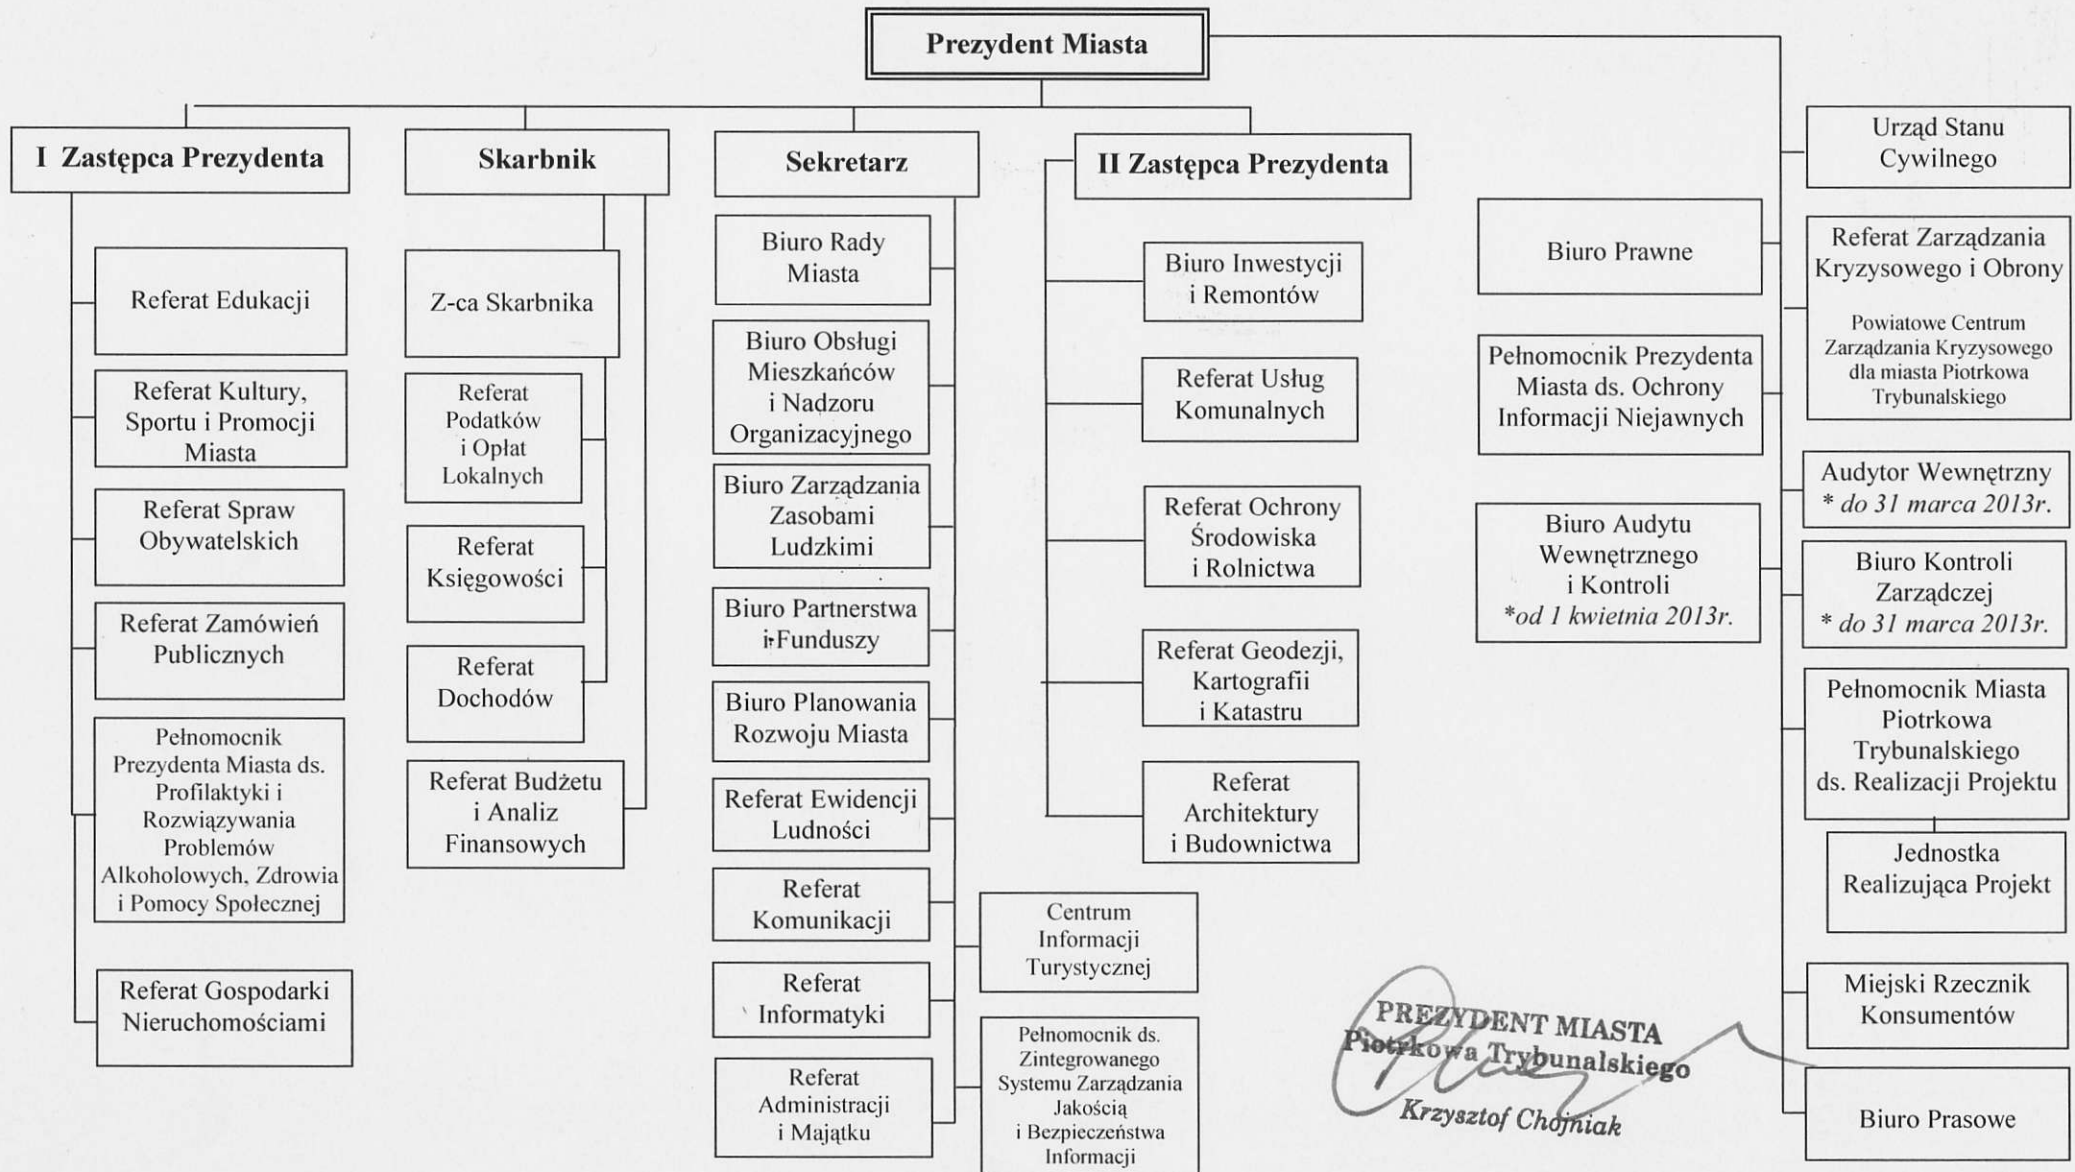 Prezydent Miasta
I Zastępca Prezydenta
Referat Edukacji
Referat Kultury,
Sportu i Promocji
Miasta
Referat Spraw
Obywatelskich
Referat Zamówień
Publicznych
Pełnomocnik
Prezydenta Miasta ds.
Profilaktyki i
Rozwiązywania
Problemów
Alkoholowych, Zdrowia
i Pomocy Społecznej
Referat Gospodarki
Nieruchomościami
Skarbnik
Z-ca Skarbnika
Referat
Podatków
i Opłat
Lokalnych
Referat
Księgowości
Referat
Dochodów
Referat Budżetu
i Analiz
Finansowych
Sekretarz
Biuro Rady
Miasta
Biuro Obsługi
Mieszkańców
i Nadzoru
Organizacyjnego
Biuro Zarządzania
Zasobami
Ludzkimi
Biuro Partnerstwa
i Funduszy
Biuro Planowania
Rozwoju Miasta
Referat Ewidencji
Ludności
Referat
Komunikacji
Referat
Informatyki
Referat
Administracji
i Majątku
Centrum
Informacji
Turystycznej
Pełnomocnik ds.
Zintegrowanego
Systemu Zarządzania
Jakością
i Bezpieczeństwa
Informacji
II Zastępca Prezydenta
Biuro Inwestycji
i Remontów
Referat Usług
Komunalnych
Referat Ochrony
Środowiska
i Rolnictwa
Referat Geodezji,
Kartografii
i Katastru
Referat
Architektury
i Budownictwa
Biuro Prawne
Pełnomocnik Prezydenta
Miasta ds. Ochrony
Informacji Niejawnych
Biuro Audytu
Wewnętrznego
i Kontroli
*od 1 kwietnia 2013r.
Urząd Stanu
Cywilnego
Referat Zarządzania
Kryzysowego i Obrony
Powiatowe Centrum
Zarządzania Kryzysowego
dla miasta Piotrkowa
Trybunalskiego
Audytor Wewnętrzny
* do 31 marca 2013r.
Biuro Kontroli
Zarządczej
* do 31 marca 2013r.
Pełnomocnik Miasta
Piotrkowa
Trybunalskiego
ds. Realizacji Projektu
Jednostka
Realizująca Projekt
Miejski Rzecznik
Konsumentów
Biuro Prasowe
PREZYDENT MIASTA
Piotrkowa Trybunalskiego
Krzysztof Chojniak